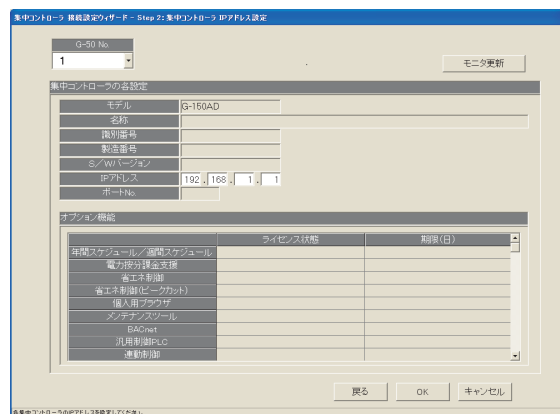 集中コントローラ 接続設定ウィザード - Step 2: 集中コントローラ IPアドレス設定
G-50 No.
1
モニタ更新
集中コントローラの各設定
モデル G-150AD
名称
識別番号
製造番号
S/Wバージョン
IPアドレス 192 . 168 . 1 . 1
ポートNo.
オプション機能
ライセンス状態 期限(日)
年間スケジュール/週間スケジュール
電力按分課金支援
省エネ制御
省エネ制御(ピークカット)
個人用ブラウザ
メンテナンスツール
BACnet
汎用制御PLC
連動制御
戻る OK キャンセル
各集中コントローラのIPアドレスを設定してください。